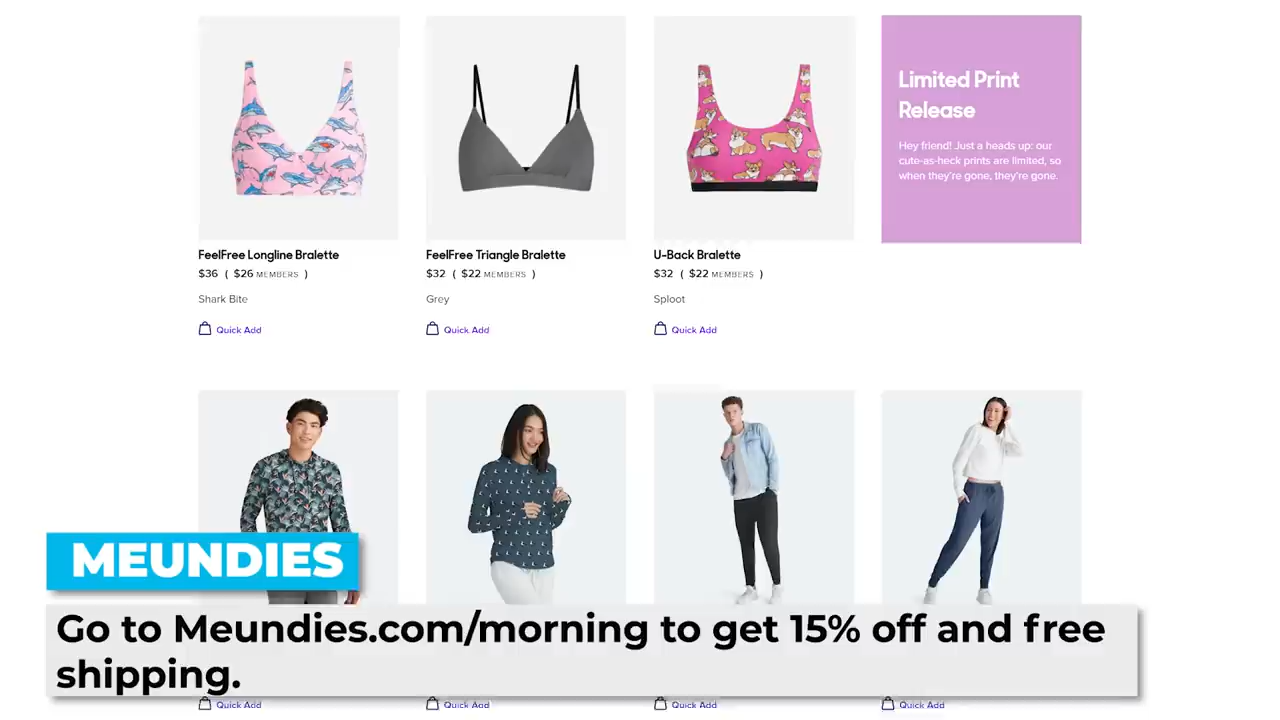 Limited Print
Release
Hey friend! Just a heads up: our
cute-as-heck prints are limited, so
when they're gone, they're gone.
FeelFree Longline Bralette
$36 ( $26 MEMBERS )
Shark Bite
Quick Add
FeelFree Triangle Bralette
$32 ( $22 MEMBERS )
Grey
Quick Add
U-Back Bralette
$32 ( $22 MEMBERS )
Sploot
Quick Add
MEUNDIES
Go to Meundies.com/morning to get 15% off and free
shipping.
Quick Add
Quick Add
Quick Add
Quick Add